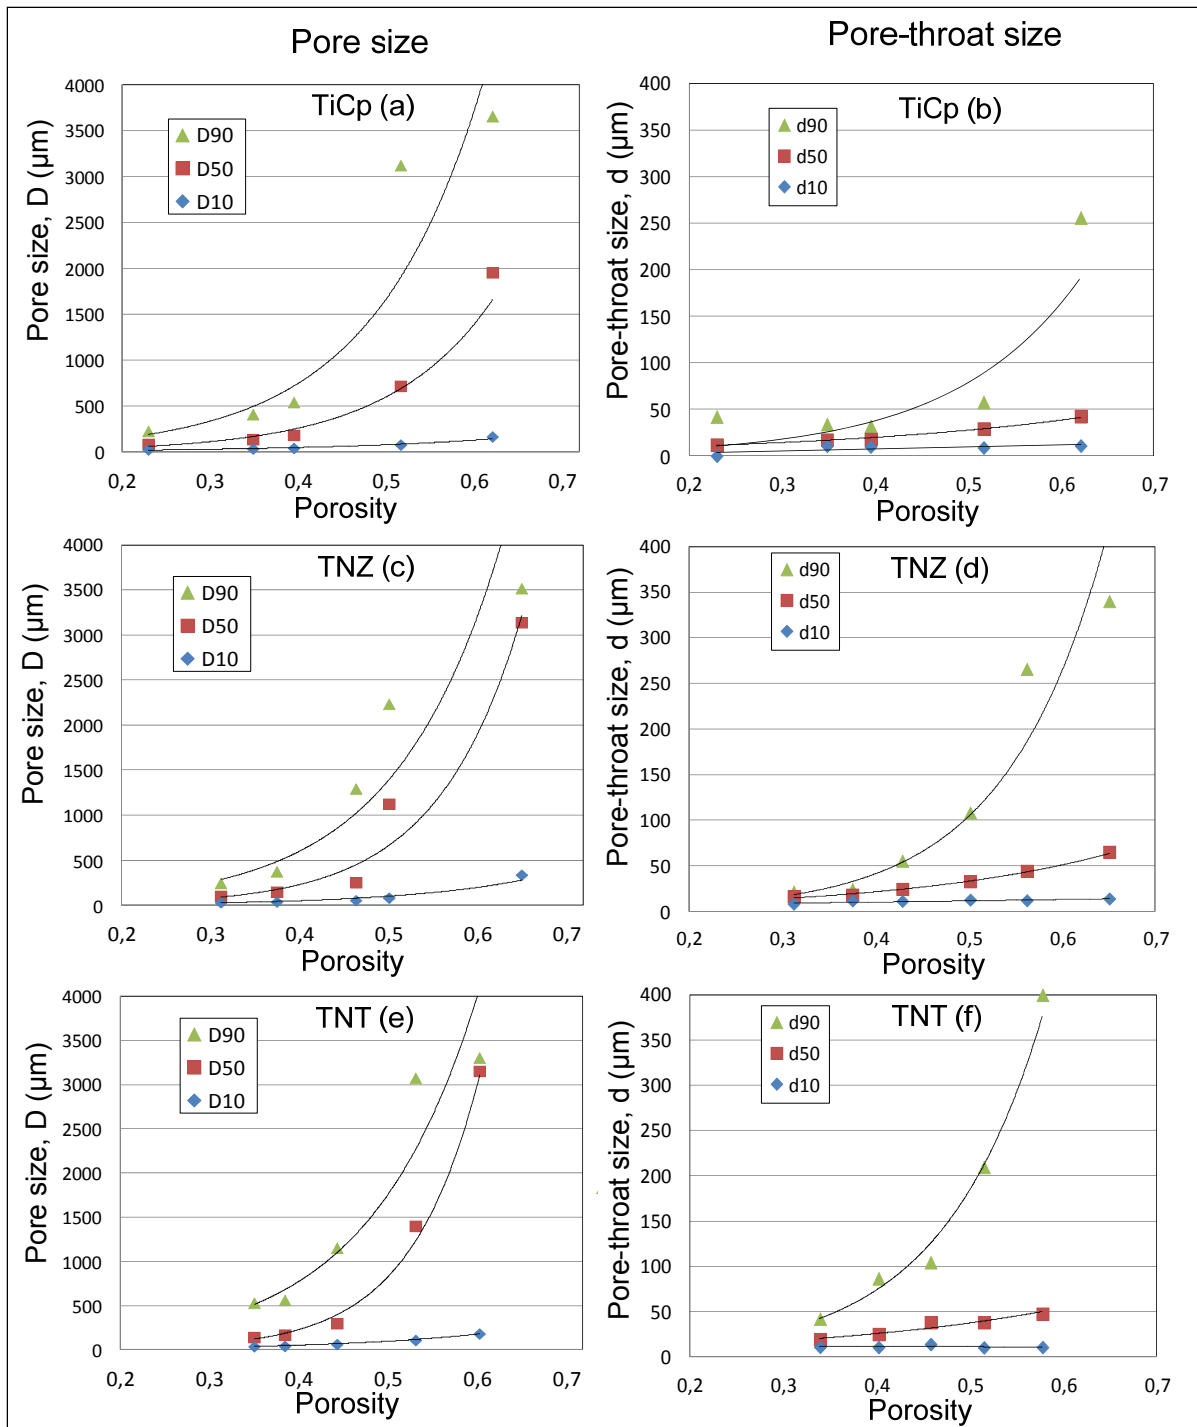 Pore size
Pore-throat size
TiCp (a)
D90
D50
D10
4000
3500
3000
2500
2000
1500
1000
500
0
Pore size, D (µm)
0,2 0,3 0,4 0,5 0,6 0,7
Porosity
TiCp (b)
d90
d50
d10
400
350
300
250
200
150
100
50
0
Pore-throat size, d (µm)
0,2 0,3 0,4 0,5 0,6 0,7
Porosity
TNZ (c)
D90
D50
D10
4000
3500
3000
2500
2000
1500
1000
500
0
Pore size, D (µm)
0,2 0,3 0,4 0,5 0,6 0,7
Porosity
TNZ (d)
d90
d50
d10
400
350
300
250
200
150
100
50
0
Pore-throat size, d (µm)
0,2 0,3 0,4 0,5 0,6 0,7
Porosity
TNT (e)
D90
D50
D10
4000
3500
3000
2500
2000
1500
1000
500
0
Pore size, D (µm)
0,2 0,3 0,4 0,5 0,6 0,7
Porosity
TNT (f)
d90
d50
d10
400
350
300
250
200
150
100
50
0
Pore-throat size, d (µm)
0,2 0,3 0,4 0,5 0,6 0,7
Porosity